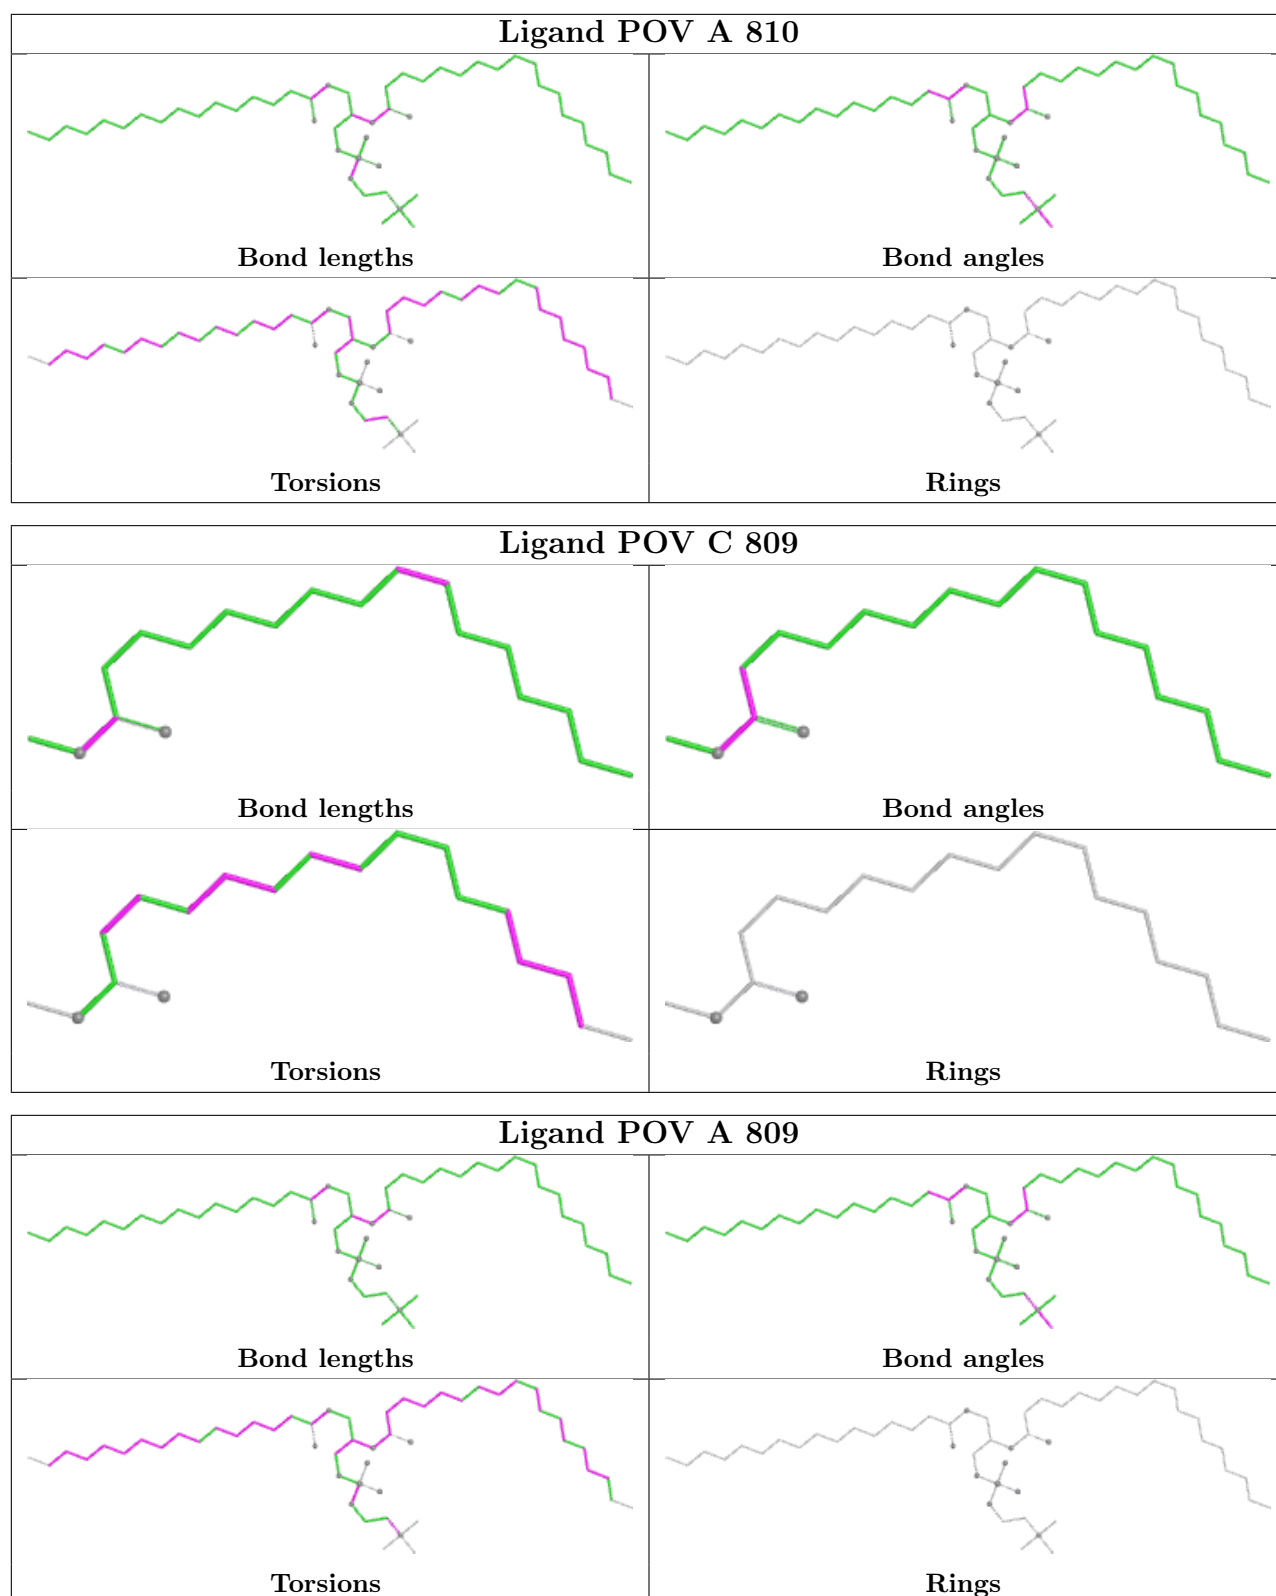 Ligand POV A 810
Bond lengths
Bond angles
Torsions
Rings
Ligand POV C 809
Bond lengths
Bond angles
Torsions
Rings
Ligand POV A 809
Bond lengths
Bond angles
Torsions
Rings